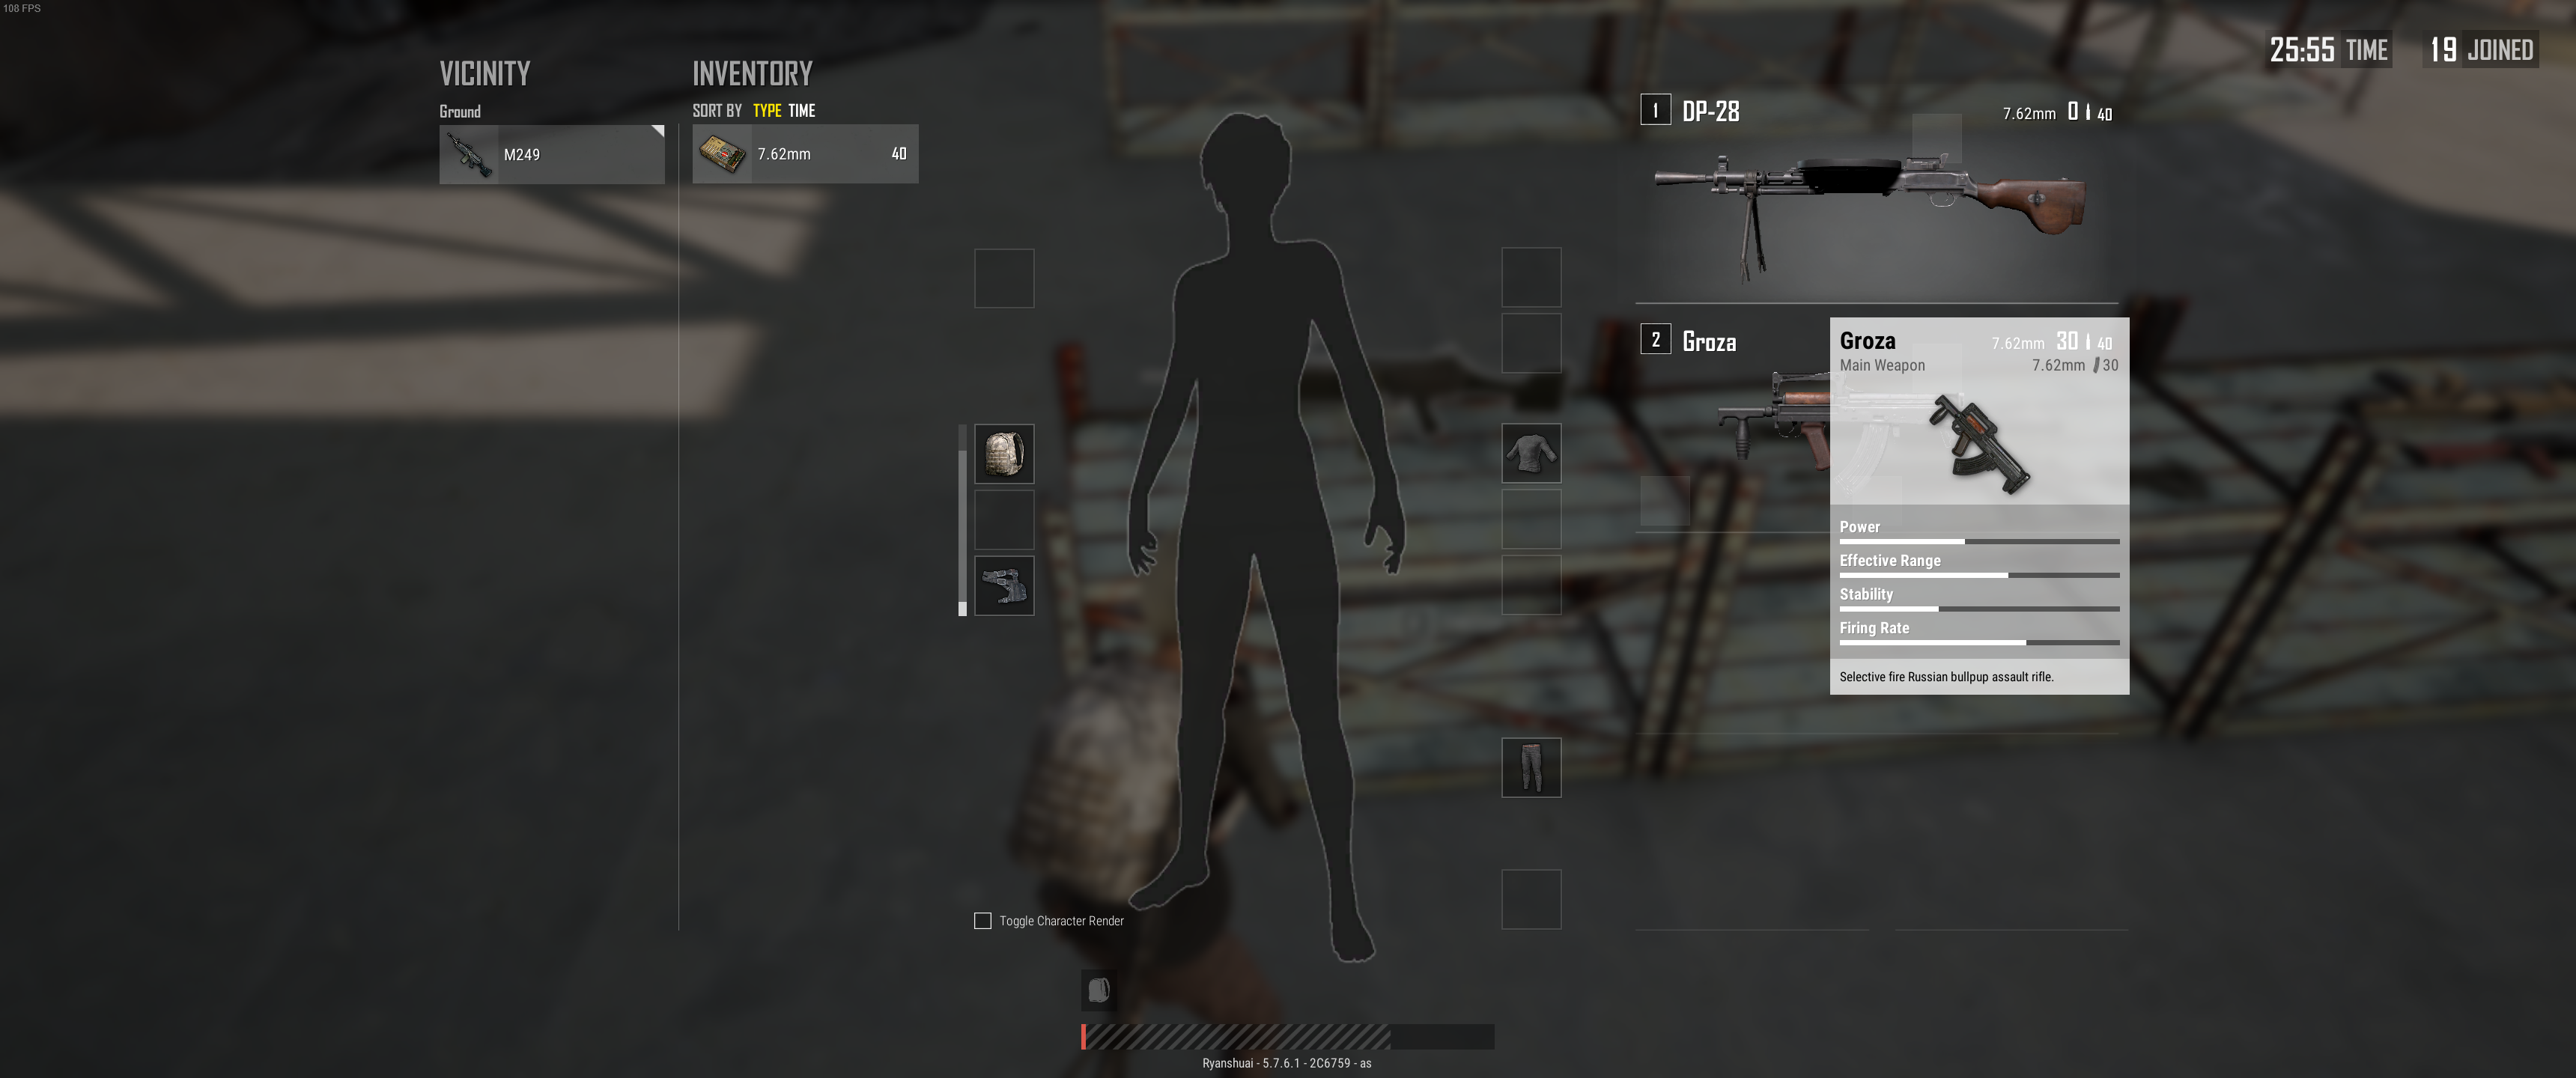 108 FPS
25:55 TIME 19 JOINED
VICINITY
Ground
M249
INVENTORY
SORT BY TYPE TIME
7.62mm 40
1 DP-28 7.62mm 0 40
2 Groza
Groza 7.62mm 30 40
Main Weapon 7.62mm 30
Power
Effective Range
Stability
Firing Rate
Selective fire Russian bullpup assault rifle.
Toggle Character Render
Ryanshuai - 5.7.6.1 - 2C6759 - as